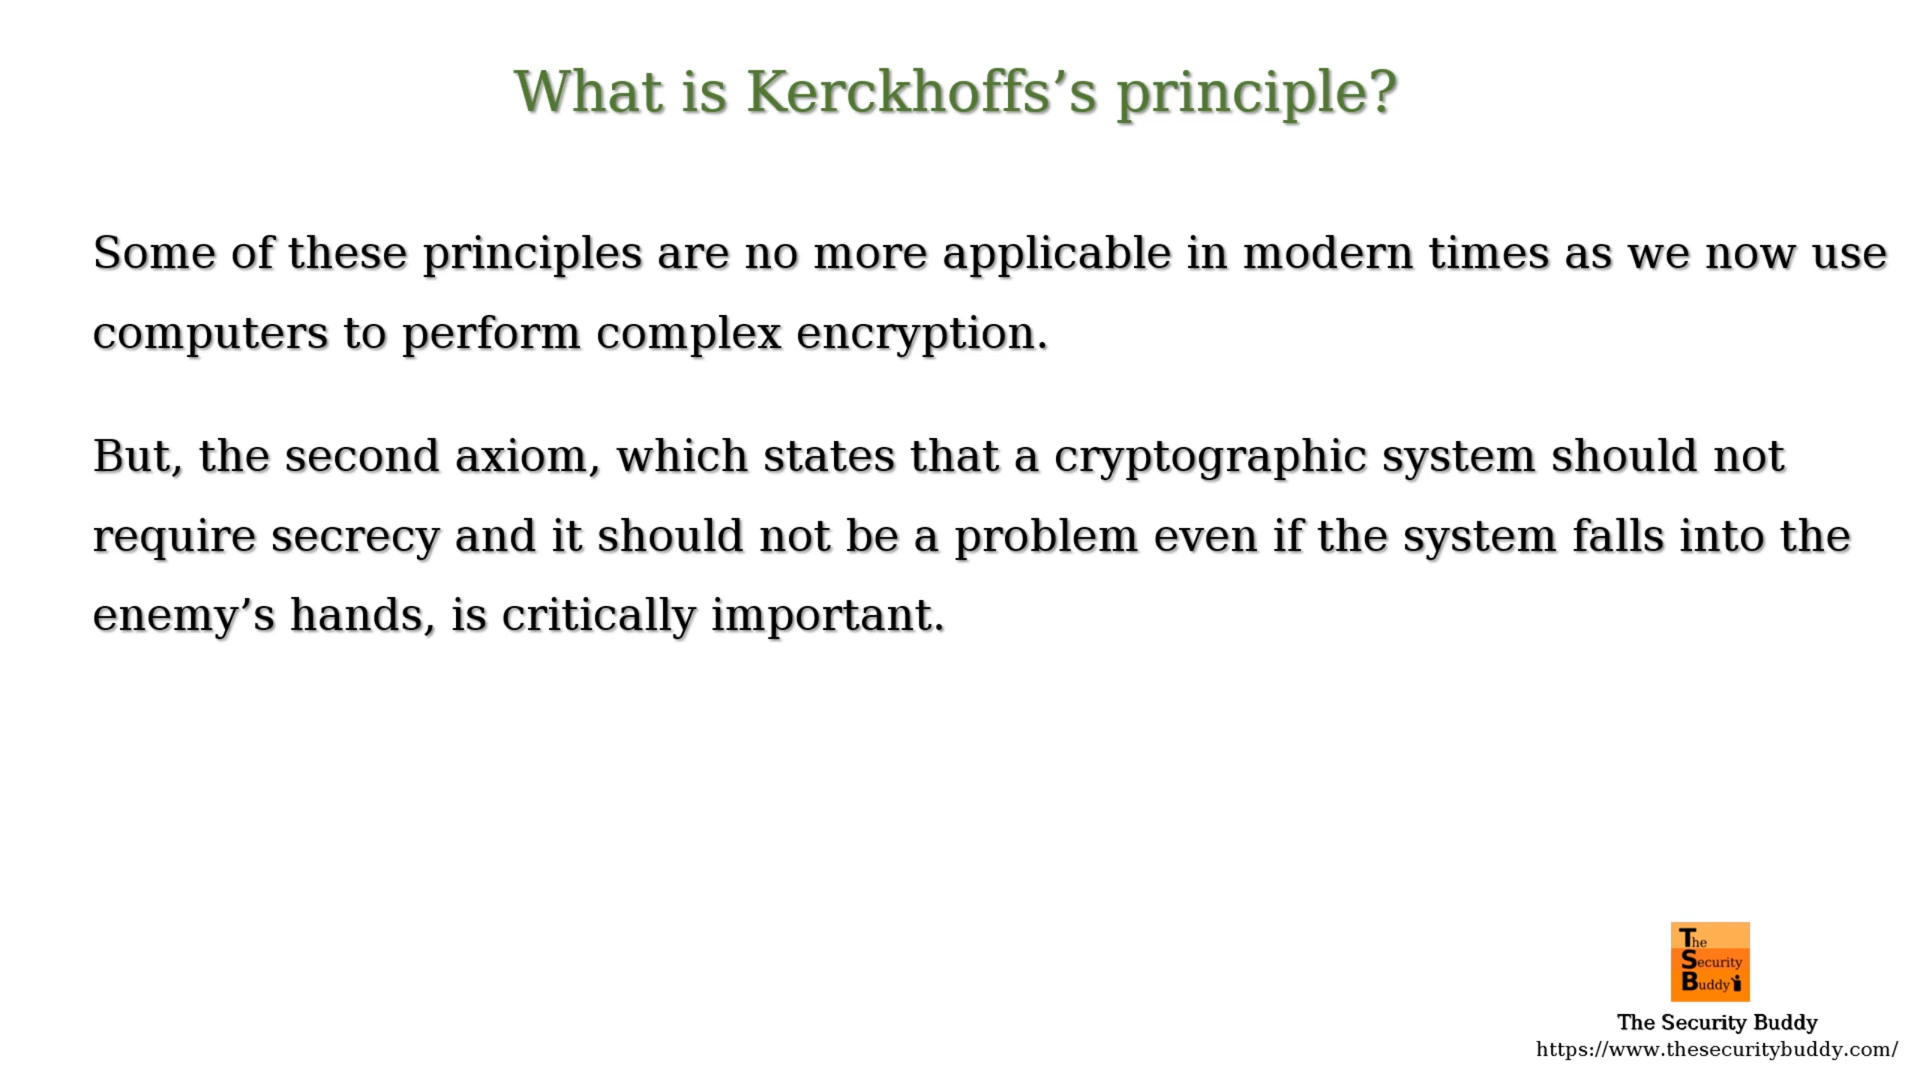 What is Kerckhoffs’s principle?
Some of these principles are no more applicable in modern times as we now use
computers to perform complex encryption.
But, the second axiom, which states that a cryptographic system should not
require secrecy and it should not be a problem even if the system falls into the
enemy’s hands, is critically important.
The
Security
Buddy
The Security Buddy
https://www.thesecuritybuddy.com/